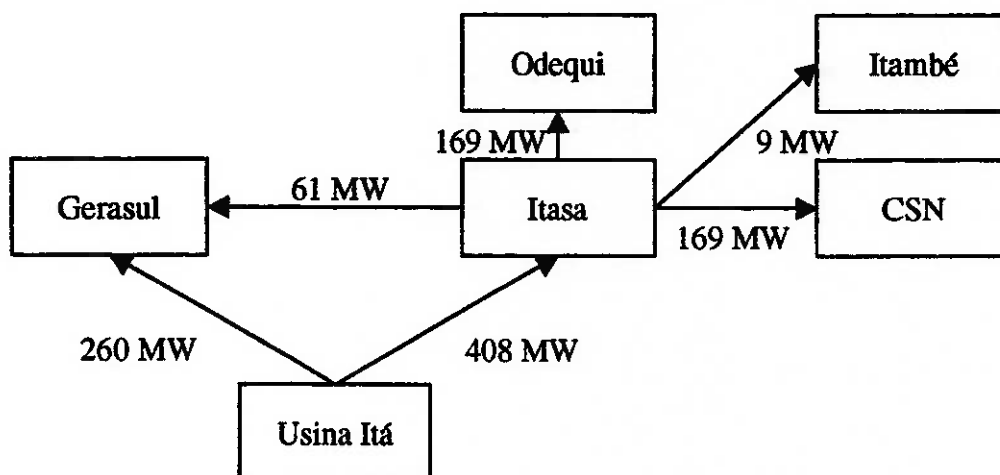 Odequi
Itambé
169 MW
9 MW
Gerasul
61 MW
Itasa
CSN
169 MW
260 MW
408 MW
Usina Itá